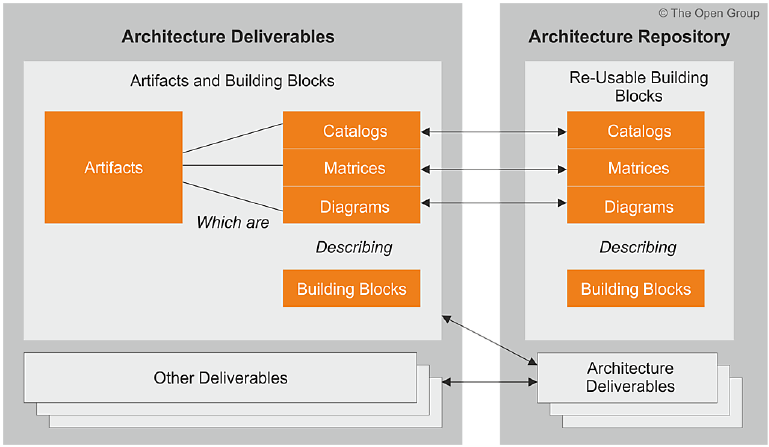 © The Open Group
Architecture Deliverables
Architecture Repository
Artifacts and Building Blocks
Re-Usable Building
Blocks
Artifacts
Catalogs
Matrices
Diagrams
Which are
Describing
Building Blocks
Catalogs
Matrices
Diagrams
Describing
Building Blocks
Other Deliverables
Architecture
Deliverables